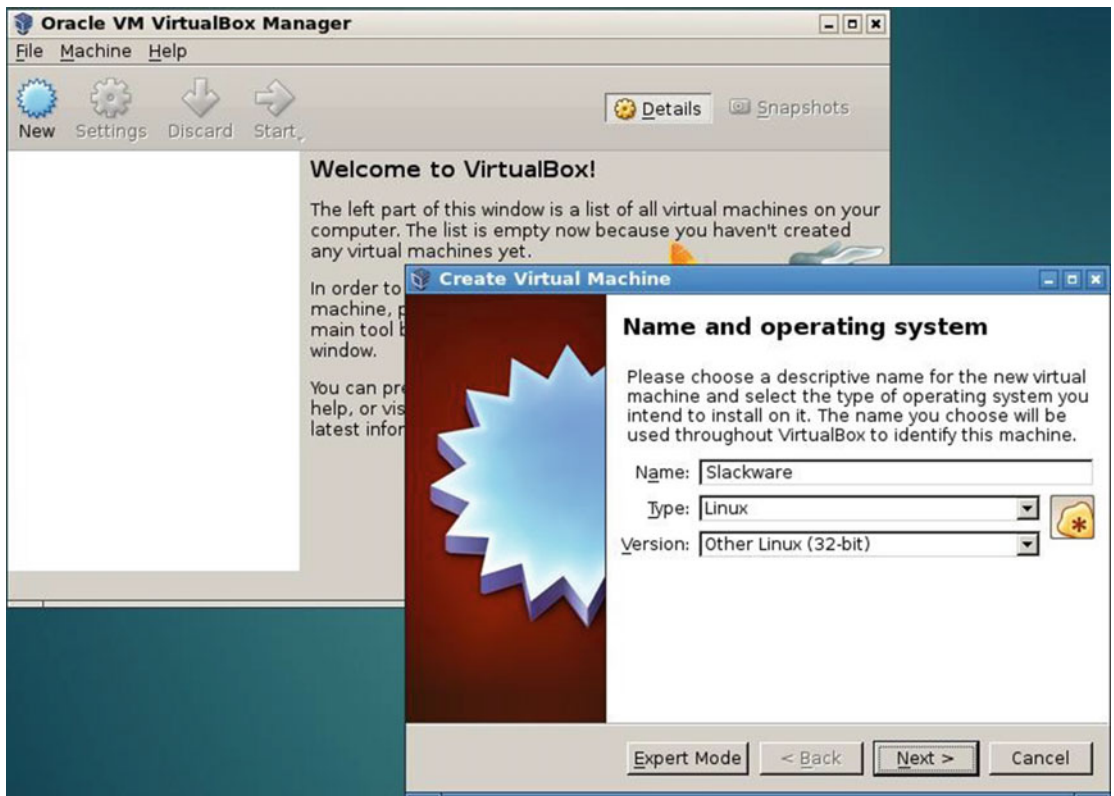 Oracle VM VirtualBox Manager
File Machine Help
New Settings Discard Start
Details Snapshots
Welcome to VirtualBox!
The left part of this window is a list of all virtual machines on your
computer. The list is empty now because you haven't created
any virtual machines yet.
In order to
machine, p
main tool b
window.
You can pre
help, or vis
latest infor
Create Virtual Machine
Name and operating system
Please choose a descriptive name for the new virtual
machine and select the type of operating system you
intend to install on it. The name you choose will be
used throughout VirtualBox to identify this machine.
Name: Slackware
Type: Linux
Version: Other Linux (32-bit)
Expert Mode < Back Next > Cancel